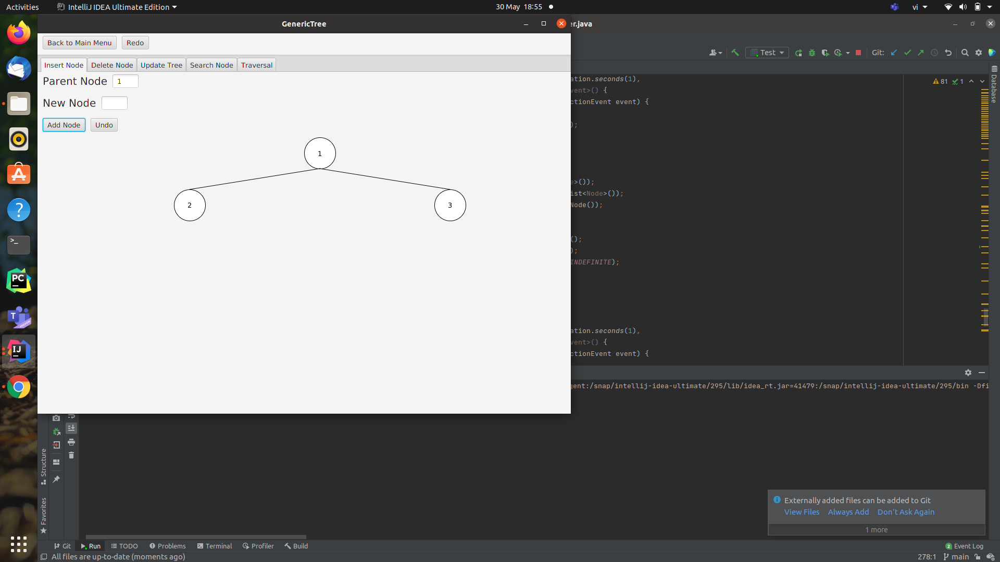 Activities
IntelliJ IDEA Ultimate Edition
30 May 18:55
vi
GenericTree
er.java
Back to Main Menu
Redo
Test
Git:
Insert Node
Delete Node
Update Tree
Search Node
Traversal
Parent Node 1
New Node
Add Node
Undo
1
2
3
ation.seconds(1),
vent>() {
ctionEvent event) {
);
e>());
ist<Node>());
Node());
();
);
INDEFINITE);
ation.seconds(1),
vent>() {
ctionEvent event) {
81
1
Database
gent:/snap/intellij-idea-ultimate/295/lib/idea_rt.jar=41479:/snap/intellij-idea-ultimate/295/bin -Dfi
Structure
Favorites
Externally added files can be added to Git
View Files
Always Add
Don't Ask Again
1 more
Git
Run
TODO
Problems
Terminal
Profiler
Build
2 Event Log
All files are up-to-date (moments ago)
278:1
main
PC
T
PREVIEW
IJ